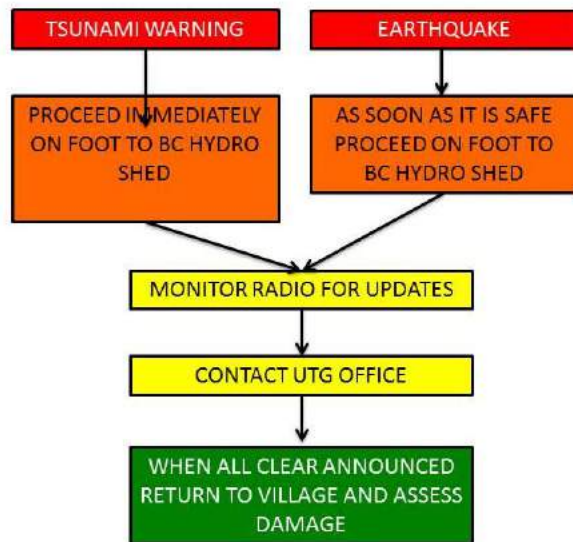 TSUNAMI WARNING
EARTHQUAKE
PROCEED IMMEDIATELY
ON FOOT TO BC HYDRO
SHED
AS SOON AS IT IS SAFE
PROCEED ON FOOT TO
BC HYDRO SHED
MONITOR RADIO FOR UPDATES
CONTACT UTG OFFICE
WHEN ALL CLEAR ANNOUNCED
RETURN TO VILLAGE AND ASSESS
DAMAGE